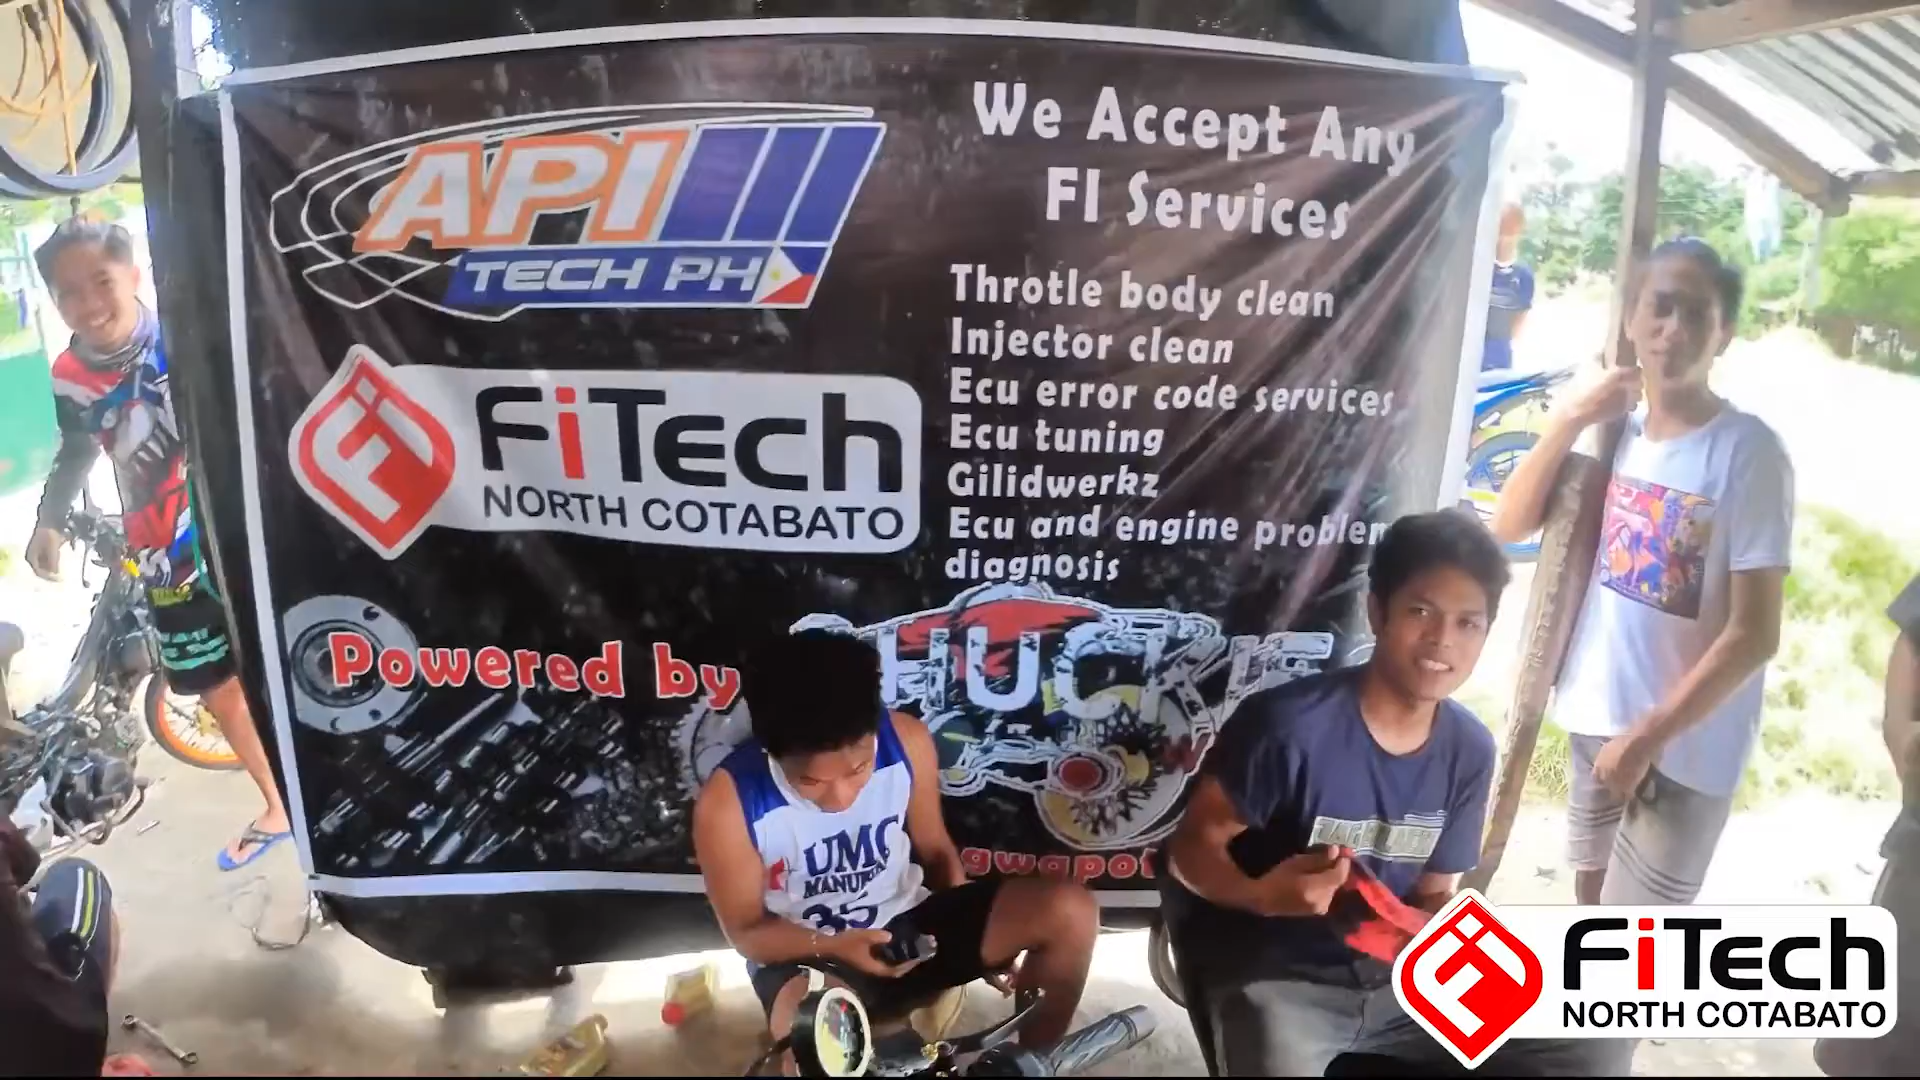 We Accept Any
FI Services
API
TECH PH
Throtle body clean
Injector clean
Ecu error code services
Ecu tuning
Gilidwerkz
Ecu and engine problem
diagnosis
FiTech
NORTH COTABATO
Powered by
UMC
35
FiTech
NORTH COTABATO